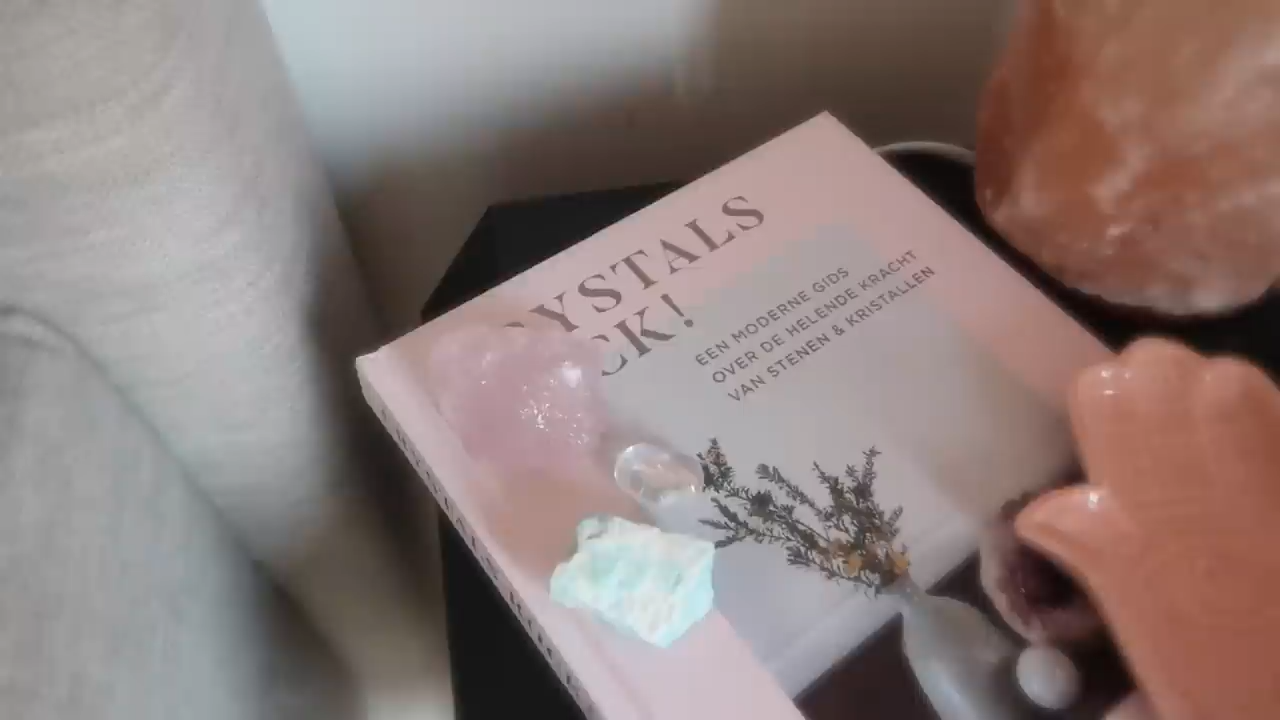 YSTALS
CK!
EEN MODERNE GIDS
OVER DE HELENDE KRACHT
VAN STENEN & KRISTALLEN